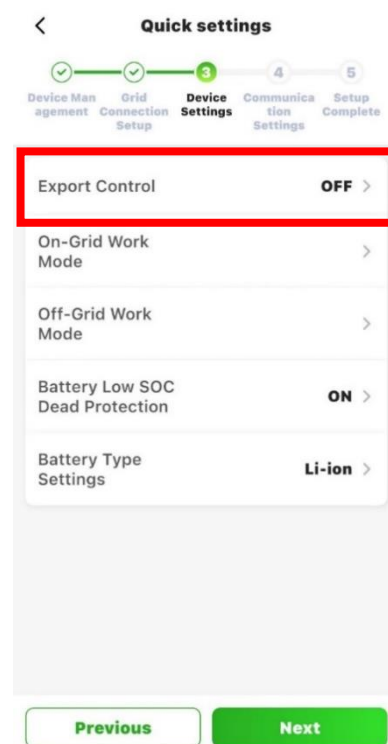 Quick settings
3 4 5
Device Man Grid Device Communica Setup
agement Connection Settings tion Complete
Setup Settings
Export Control OFF
On-Grid Work
Mode
Off-Grid Work
Mode
Battery Low SOC
Dead Protection ON
Battery Type
Settings Li-ion
Previous Next